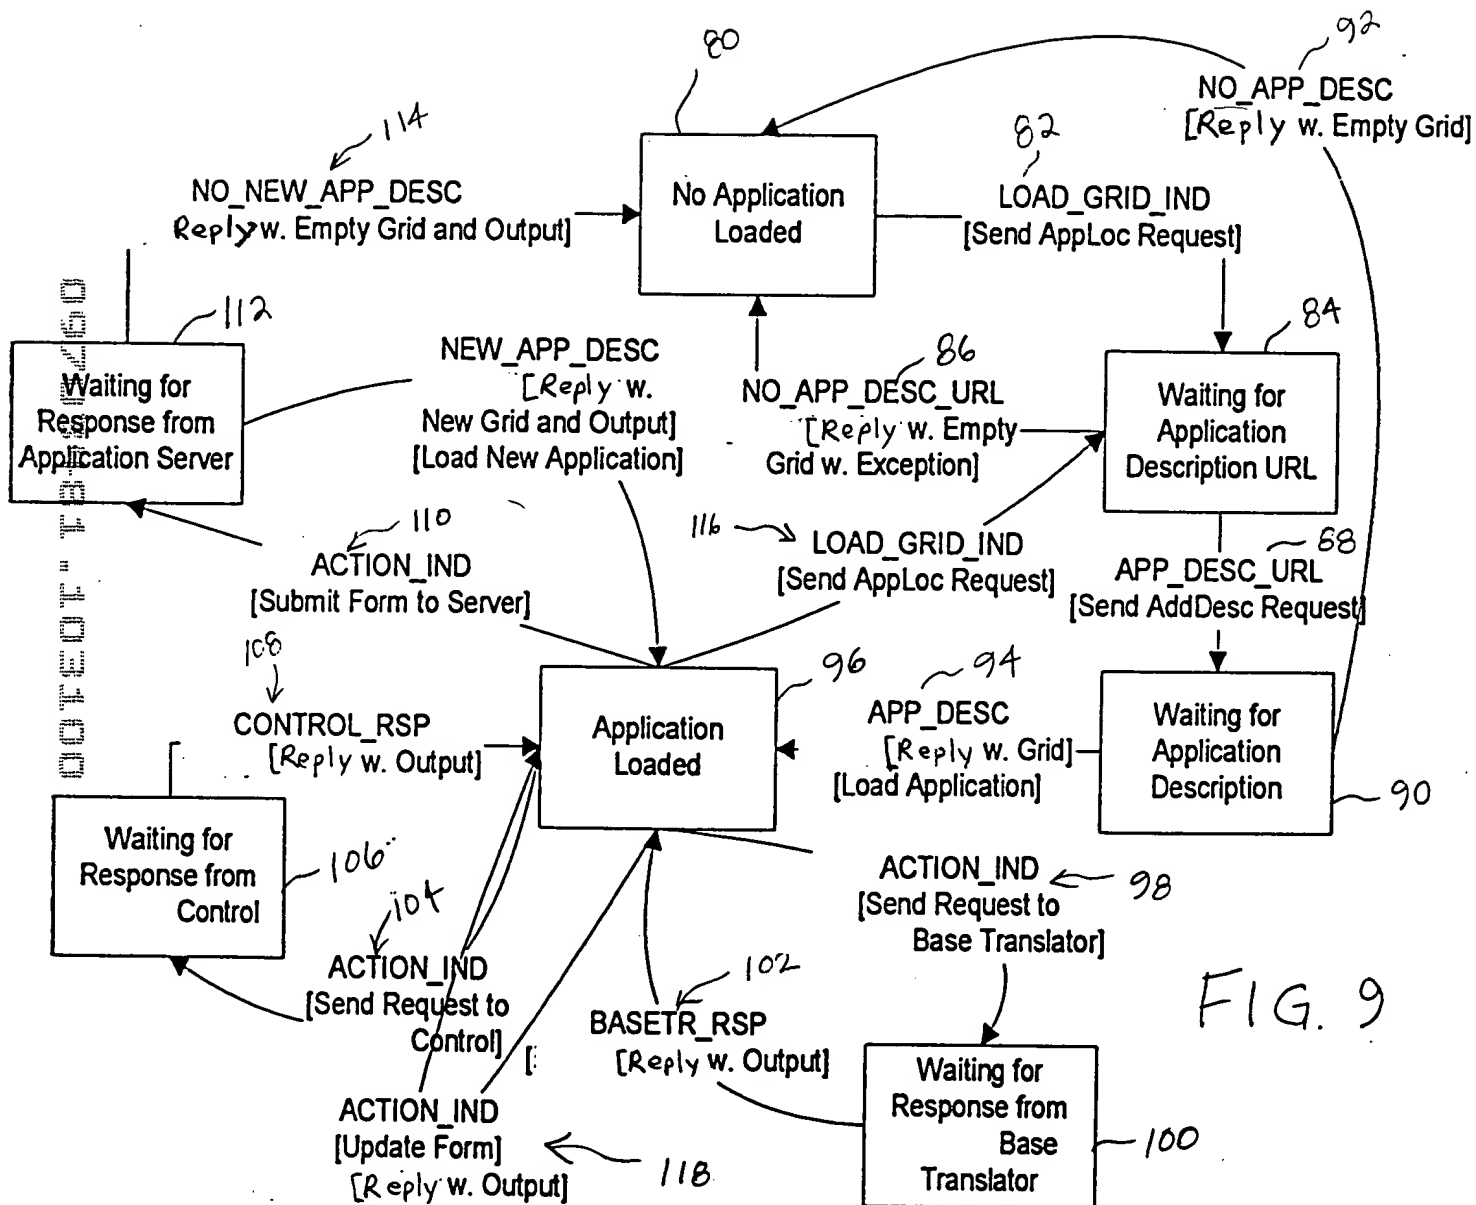 80
92
NO_APP_DESC
[Reply w. Empty Grid]
114
NO_NEW_APP_DESC
Reply w. Empty Grid and Output]
No Application
Loaded
82
LOAD_GRID_IND
[Send AppLoc Request]
112
Waiting for
Response from
Application Server
NEW_APP_DESC
[Reply w.
New Grid and Output]
[Load New Application]
86
NO_APP_DESC_URL
[Reply w. Empty
Grid w. Exception]
84
Waiting for
Application
Description URL
110
ACTION_IND
[Submit Form to Server]
116
LOAD_GRID_IND
[Send AppLoc Request]
88
APP_DESC_URL
[Send AddDesc Request]
108
CONTROL_RSP
[Reply w. Output]
96
Application
Loaded
94
APP_DESC
[Reply w. Grid]
[Load Application]
Waiting for
Application
Description
90
Waiting for
Response from
Control
106
104
ACTION_IND
[Send Request to
Control]
[
ACTION_IND
[Send Request to
Base Translator]
98
102
BASETR_RSP
[Reply w. Output]
FIG. 9
Waiting for
Response from
Base
Translator
100
ACTION_IND
[Update Form]
[Reply w. Output]
118